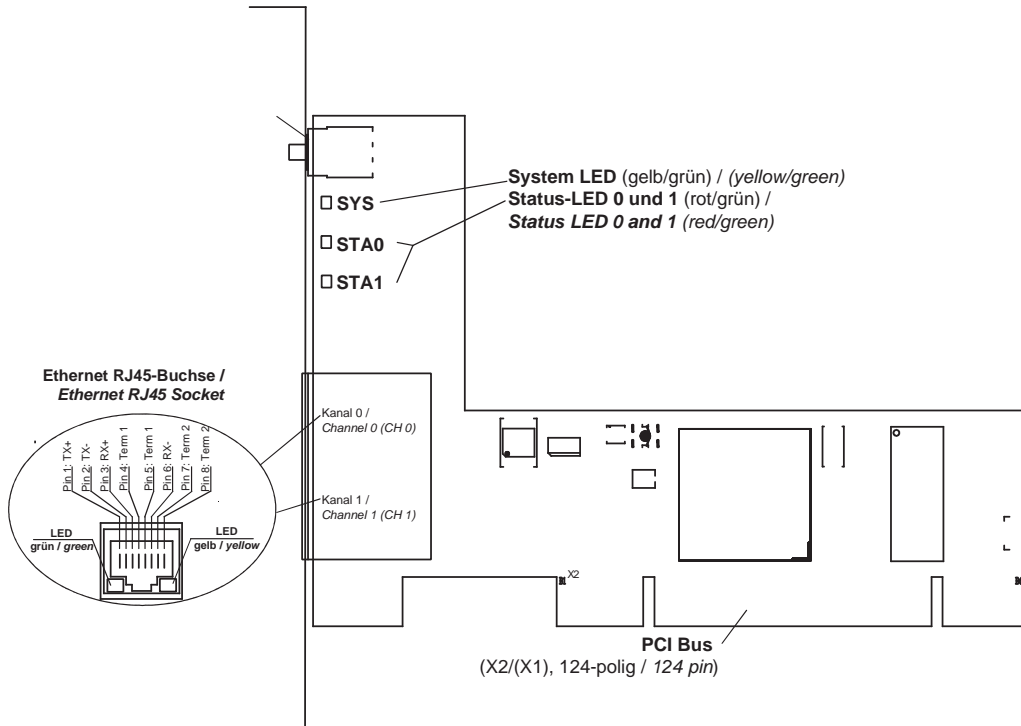 System LED (gelb/grün) / (yellow/green)
Status-LED 0 und 1 (rot/grün) /
Status LED 0 and 1 (red/green)
SYS
STA0
STA1
Ethernet RJ45-Buchse /
Ethernet RJ45 Socket
Kanal 0 /
Channel 0 (CH 0)
Pin 1: TX+
Pin 2: TX-
Pin 3: RX+
Pin 4: Term 1
Pin 5: Term 1
Pin 6: RX-
Pin 7: Term 2
Pin 8: Term 2
Kanal 1 /
Channel 1 (CH 1)
LED
grün / green
LED
gelb / yellow
X2
PCI Bus
(X2/(X1), 124-polig / 124 pin)